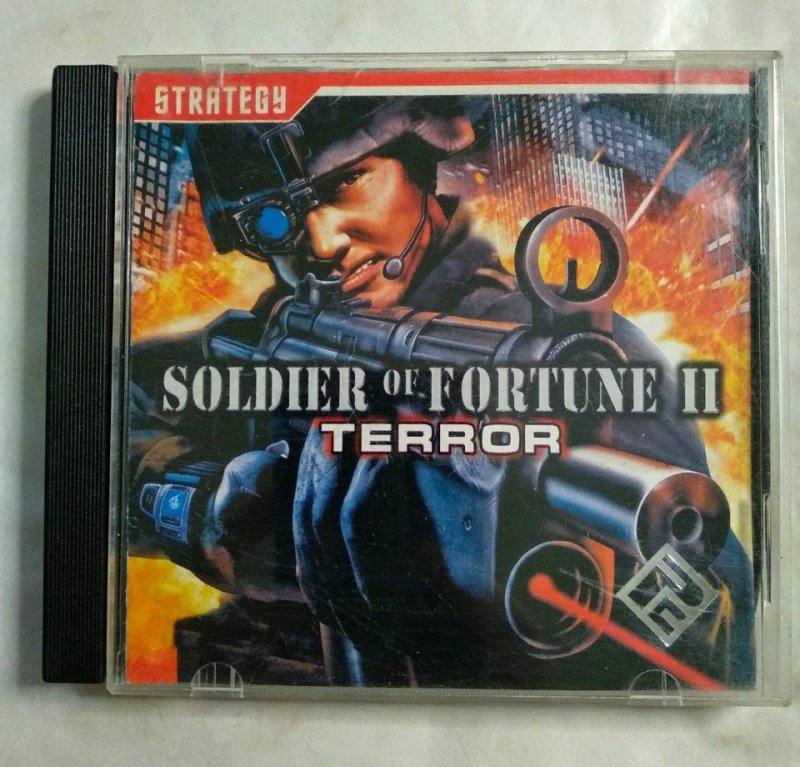 STRATEGY
SOLDIER OF FORTUNE II
TERROR